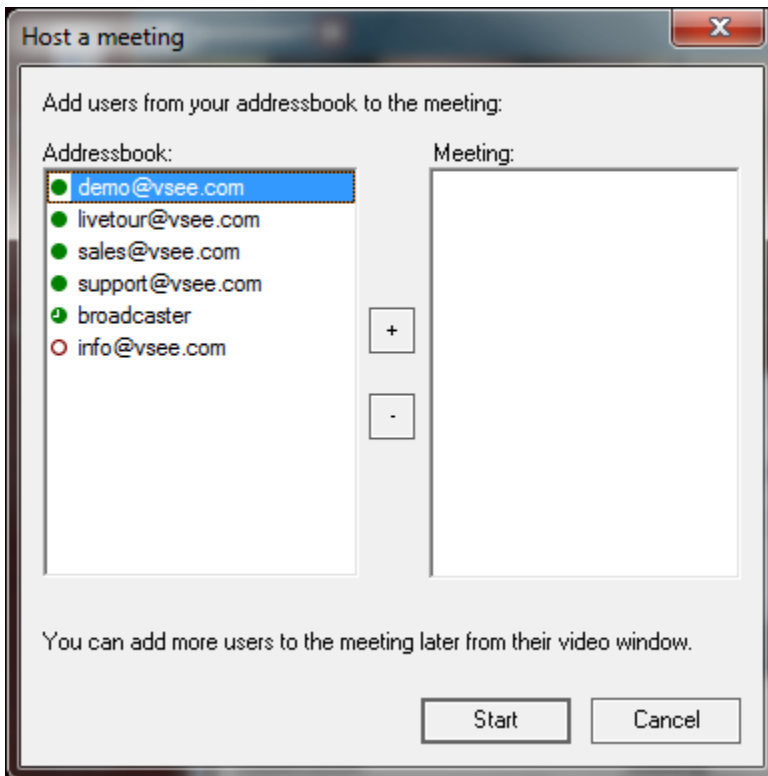 Host a meeting
Add users from your addressbook to the meeting:
Addressbook:
Meeting:
demo@vsee.com
livetour@vsee.com
sales@vsee.com
support@vsee.com
broadcaster
info@vsee.com
+
-
You can add more users to the meeting later from their video window.
Start
Cancel